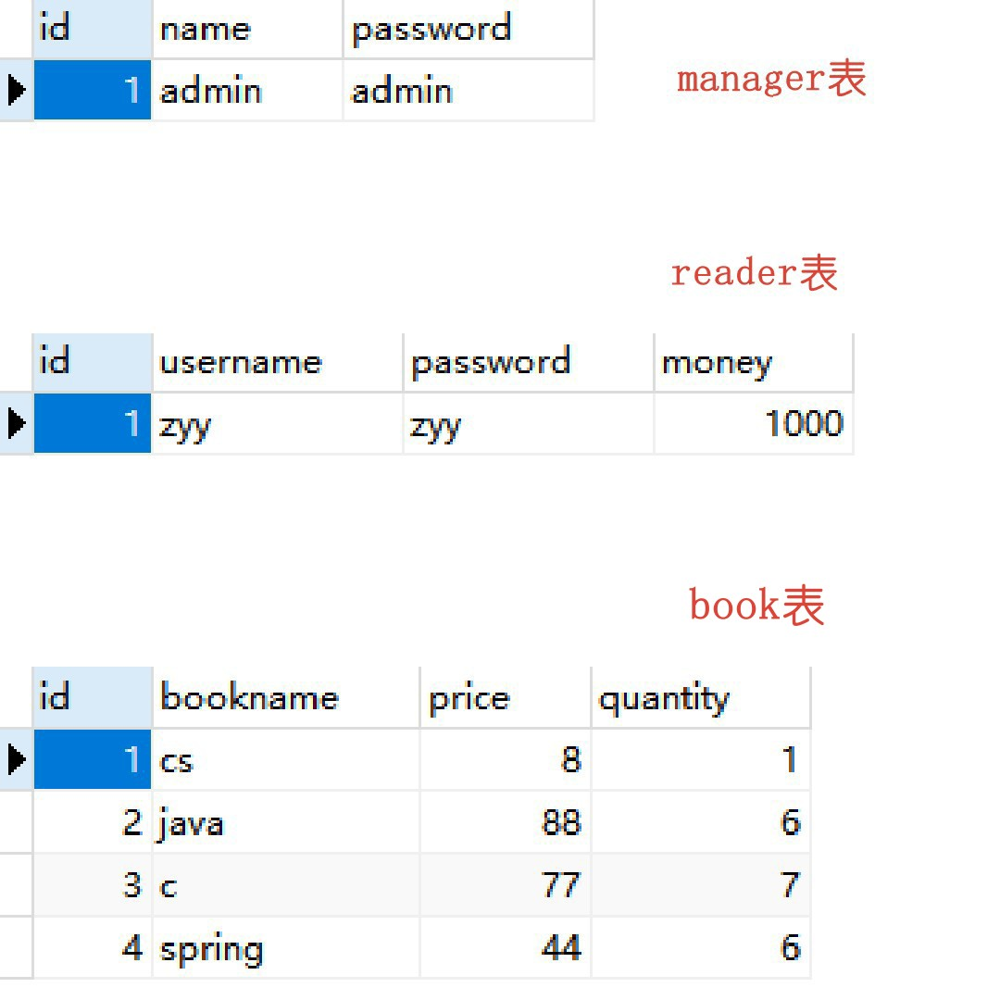 id name password
1 admin admin
manager表
reader表
id username password money
1 zyy zyy 1000
book表
id bookname price quantity
1 cs 8 1
2 java 88 6
3 c 77 7
4 spring 44 6